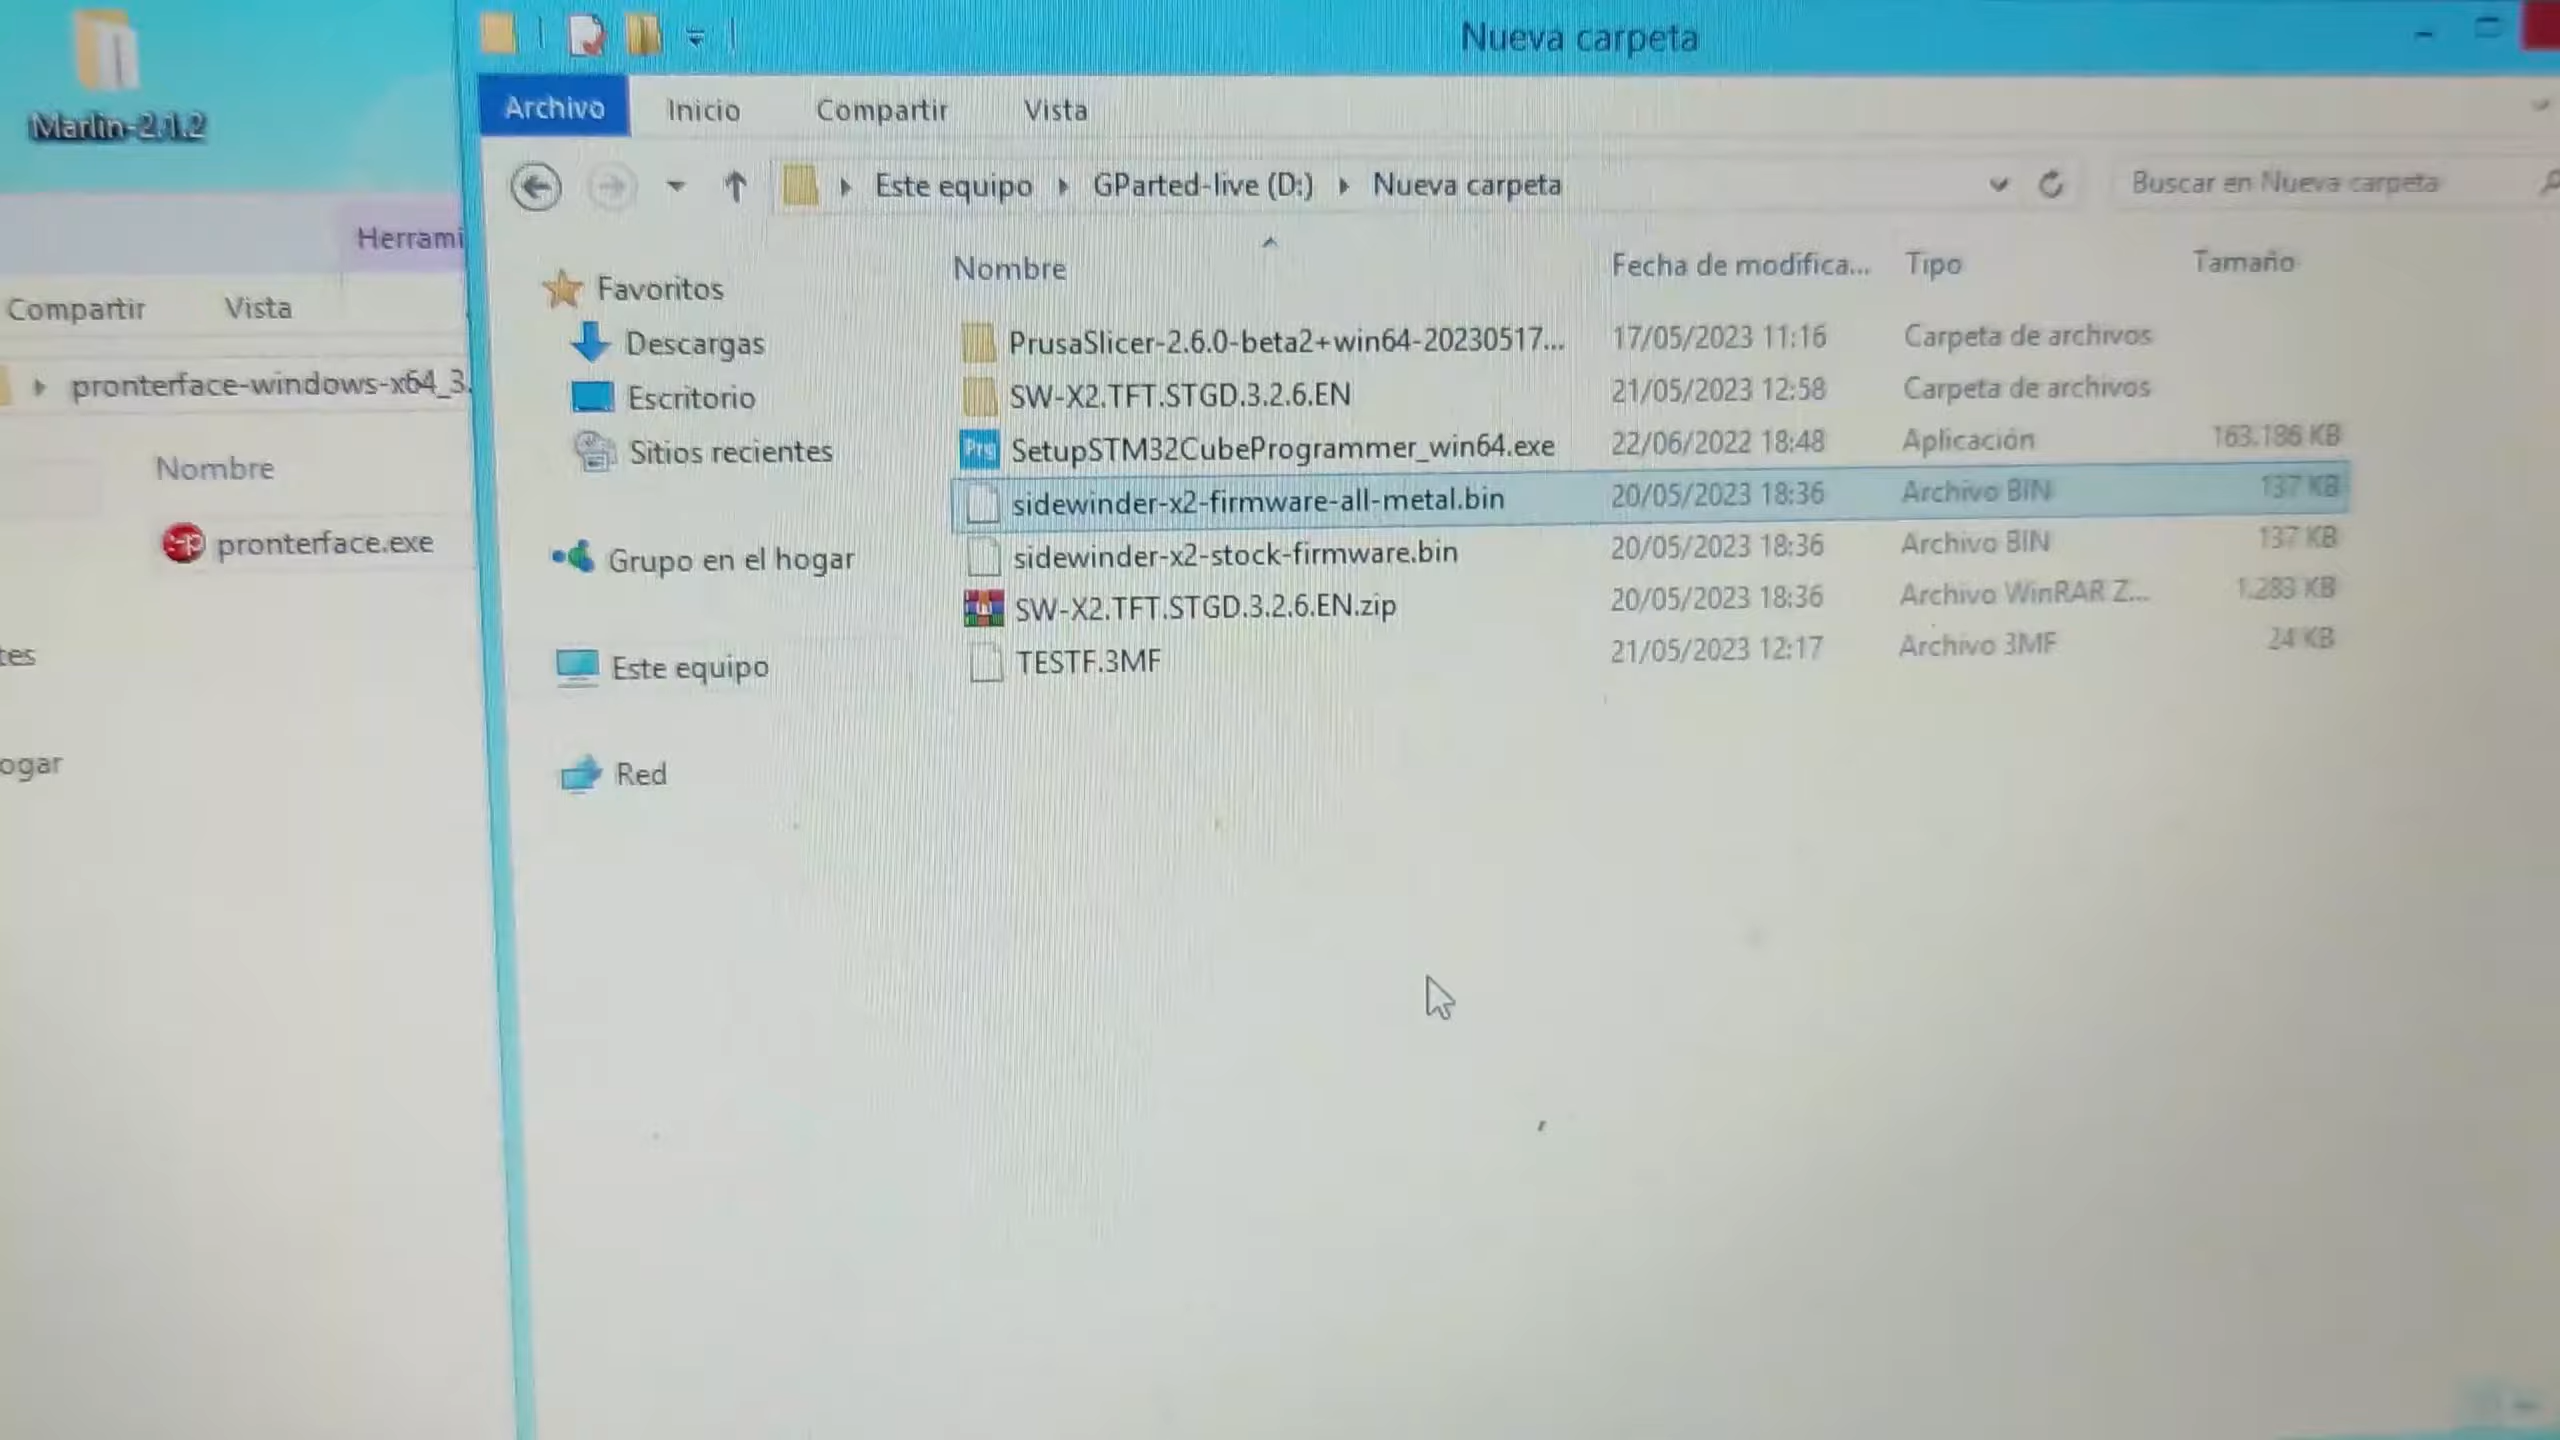 Marlin-2.1.2
Herrami
Compartir Vista
pronterface-windows-x64_3.
Nombre
pronterface.exe
tes
ogar
Nueva carpeta
Archivo Inicio Compartir Vista
Este equipo GParted-live (D:) Nueva carpeta
Buscar en Nueva carpeta
Favoritos
Descargas
Escritorio
Sitios recientes
Grupo en el hogar
Este equipo
Red
Nombre Fecha de modifica... Tipo Tamaño
PrusaSlicer-2.6.0-beta2+win64-20230517... 17/05/2023 11:16 Carpeta de archivos
SW-X2.TFT.STGD.3.2.6.EN 21/05/2023 12:58 Carpeta de archivos
Prg SetupSTM32CubeProgrammer_win64.exe 22/06/2022 18:48 Aplicación 163.186 KB
sidewinder-x2-firmware-all-metal.bin 20/05/2023 18:36 Archivo BIN 137 KB
sidewinder-x2-stock-firmware.bin 20/05/2023 18:36 Archivo BIN 137 KB
SW-X2.TFT.STGD.3.2.6.EN.zip 20/05/2023 18:36 Archivo WinRAR Z... 1.283 KB
TESTF.3MF 21/05/2023 12:17 Archivo 3MF 24 KB